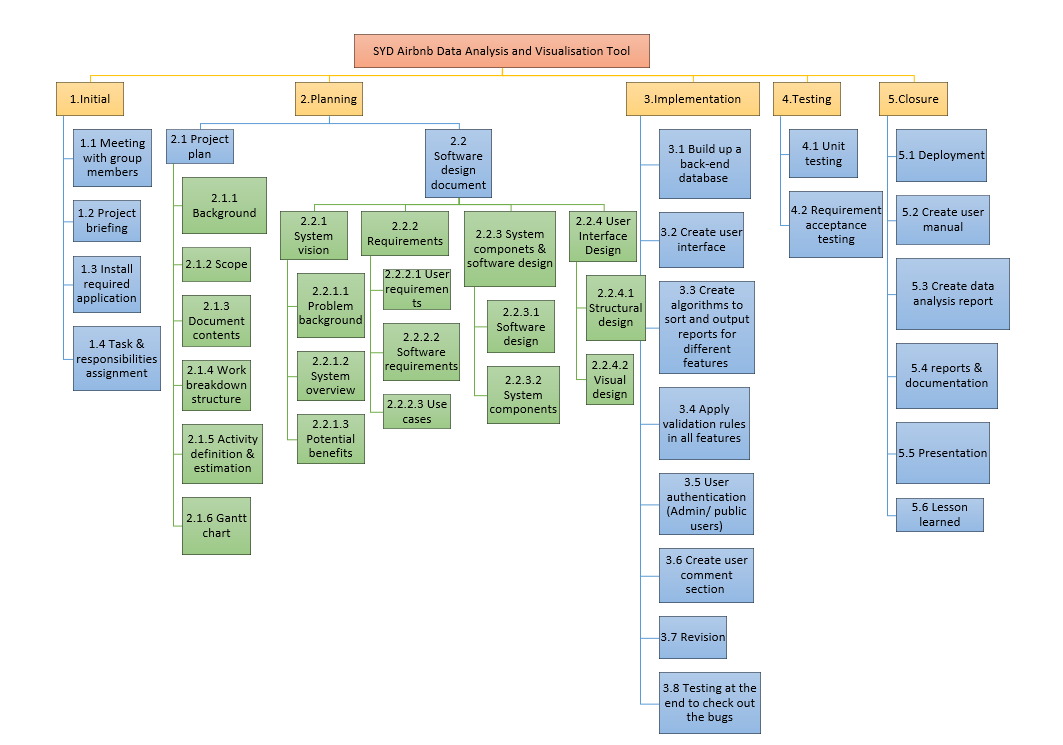 SYD Airbnb Data Analysis and Visualisation Tool
1.Initial
1.1 Meeting
with group
members
1.2 Project
briefing
1.3 Install
required
application
1.4 Task &
responsibilities
assignment
2.Planning
2.1 Project
plan
2.1.1
Background
2.1.2 Scope
2.1.3
Document
contents
2.1.4 Work
breakdown
structure
2.1.5 Activity
definition &
estimation
2.1.6 Gantt
chart
2.2
Software
design
document
2.2.1
System
vision
2.2.1.1
Problem
background
2.2.1.2
System
overview
2.2.1.3
Potential
benefits
2.2.2
Requirements
2.2.2.1 User
requiremen
ts
2.2.2.2
Software
requirements
2.2.2.3 Use
cases
2.2.3 System
componets &
software design
2.2.3.1
Software
design
2.2.3.2
System
components
2.2.4 User
Interface
Design
2.2.4.1
Structural
design
2.2.4.2
Visual
design
3.Implementation
3.1 Build up a
back-end
database
3.2 Create user
interface
3.3 Create
algorithms to
sort and output
reports for
different
features
3.4 Apply
validation rules
in all features
3.5 User
authentication
(Admin/ public
users)
3.6 Create user
comment
section
3.7 Revision
3.8 Testing at the
end to check out
the bugs
4.Testing
4.1 Unit
testing
4.2 Requirement
acceptance
testing
5.Closure
5.1 Deployment
5.2 Create user
manual
5.3 Create data
analysis report
5.4 reports &
documentation
5.5 Presentation
5.6 Lesson
learned